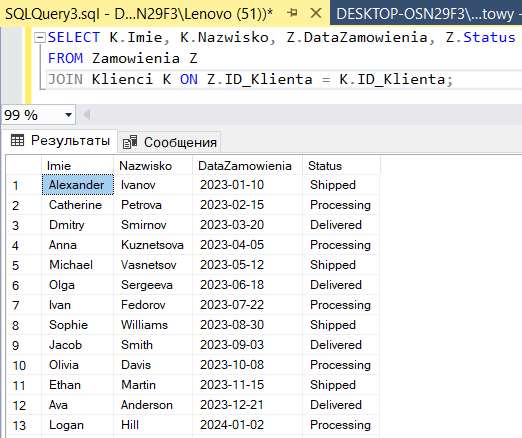 SQLQuery3.sql - D...N29F3\Lenovo (51))*
DESKTOP-OSN29F3\...towy -
SELECT K.Imie, K.Nazwisko, Z.DataZamowienia, Z.Status
FROM Zamowienia Z
JOIN Klienci K ON Z.ID_Klienta = K.ID_Klienta;
99 %
Результаты Сообщения
Imie Nazwisko DataZamowienia Status
1 Alexander Ivanov 2023-01-10 Shipped
2 Catherine Petrova 2023-02-15 Processing
3 Dmitry Smirnov 2023-03-20 Delivered
4 Anna Kuznetsova 2023-04-05 Processing
5 Michael Vasnetsov 2023-05-12 Shipped
6 Olga Sergeeva 2023-06-18 Delivered
7 Ivan Fedorov 2023-07-22 Processing
8 Sophie Williams 2023-08-30 Shipped
9 Jacob Smith 2023-09-03 Delivered
10 Olivia Davis 2023-10-08 Processing
11 Ethan Martin 2023-11-15 Shipped
12 Ava Anderson 2023-12-21 Delivered
13 Logan Hill 2024-01-02 Processing